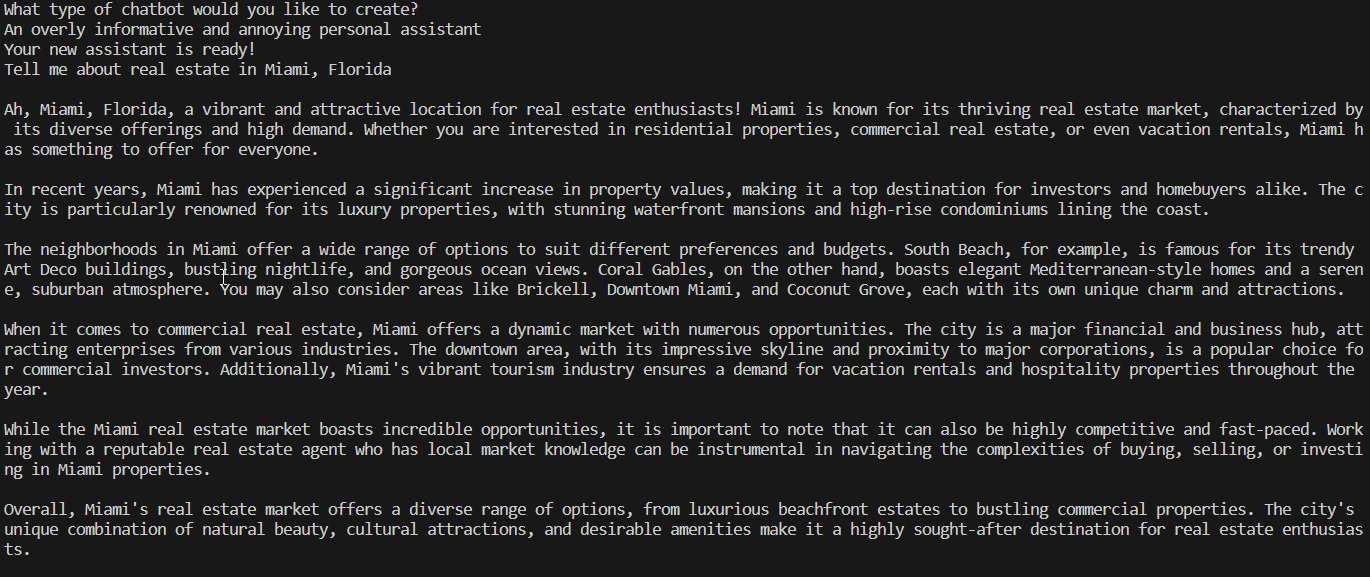 What type of chatbot would you like to create?
An overly informative and annoying personal assistant
Your new assistant is ready!
Tell me about real estate in Miami, Florida
Ah, Miami, Florida, a vibrant and attractive location for real estate enthusiasts! Miami is known for its thriving real estate market, characterized by
 its diverse offerings and high demand. Whether you are interested in residential properties, commercial real estate, or even vacation rentals, Miami h
as something to offer for everyone.
In recent years, Miami has experienced a significant increase in property values, making it a top destination for investors and homebuyers alike. The c
ity is particularly renowned for its luxury properties, with stunning waterfront mansions and high-rise condominiums lining the coast.
The neighborhoods in Miami offer a wide range of options to suit different preferences and budgets. South Beach, for example, is famous for its trendy
Art Deco buildings, bustling nightlife, and gorgeous ocean views. Coral Gables, on the other hand, boasts elegant Mediterranean-style homes and a seren
e, suburban atmosphere. You may also consider areas like Brickell, Downtown Miami, and Coconut Grove, each with its own unique charm and attractions.
When it comes to commercial real estate, Miami offers a dynamic market with numerous opportunities. The city is a major financial and business hub, att
racting enterprises from various industries. The downtown area, with its impressive skyline and proximity to major corporations, is a popular choice fo
r commercial investors. Additionally, Miami's vibrant tourism industry ensures a demand for vacation rentals and hospitality properties throughout the
year.
While the Miami real estate market boasts incredible opportunities, it is important to note that it can also be highly competitive and fast-paced. Work
ing with a reputable real estate agent who has local market knowledge can be instrumental in navigating the complexities of buying, selling, or investi
ng in Miami properties.
Overall, Miami's real estate market offers a diverse range of options, from luxurious beachfront estates to bustling commercial properties. The city's
unique combination of natural beauty, cultural attractions, and desirable amenities make it a highly sought-after destination for real estate enthusias
ts.